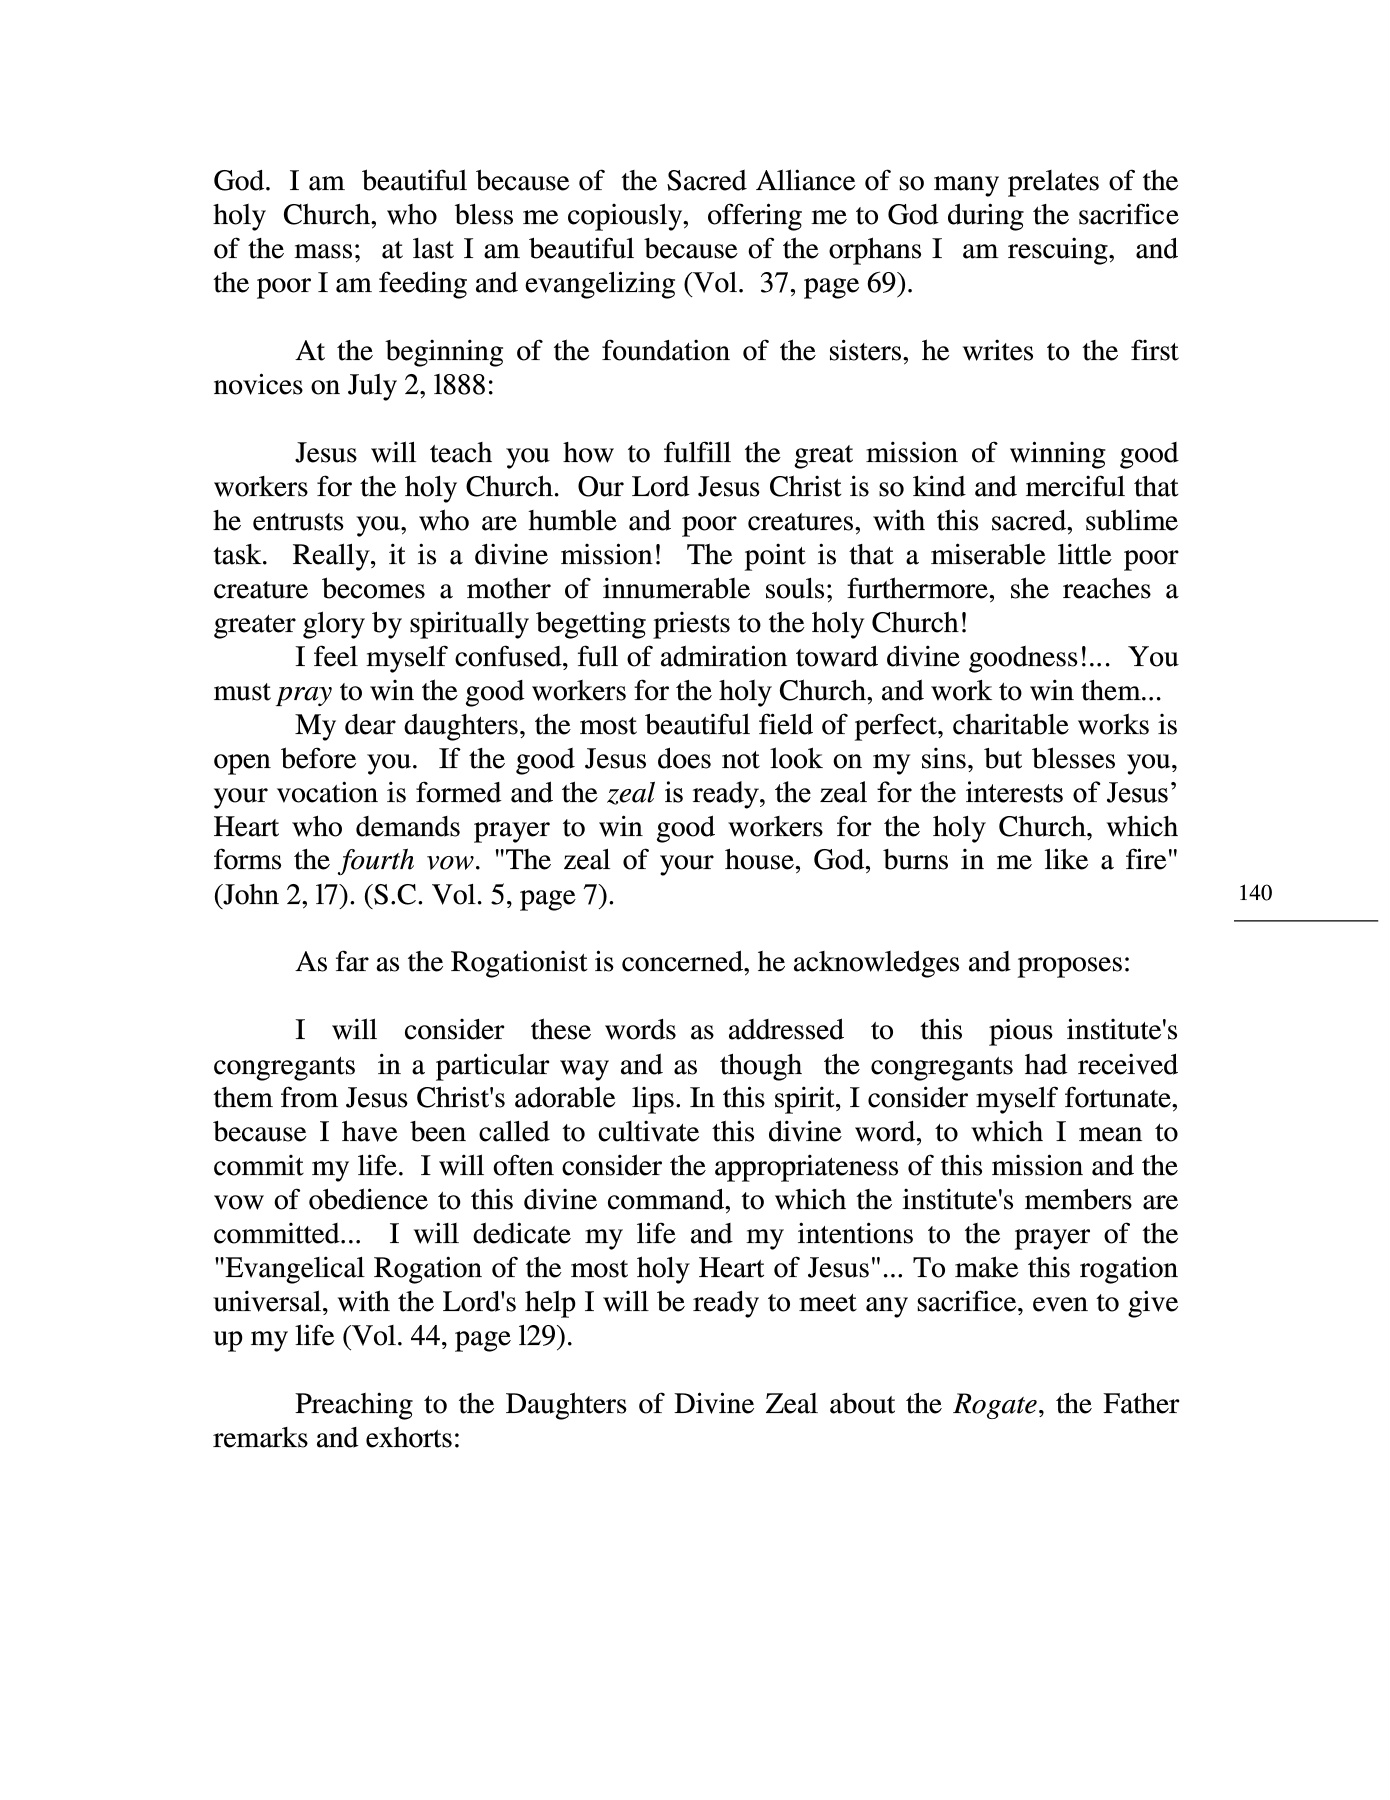 God. I am beautiful because of the Sacred Alliance of so many prelates of the
holy Church, who bless me copiously, offering me to God during the sacrifice
of the mass; at last I am beautiful because of the orphans I am rescuing, and
the poor I am feeding and evangelizing (Vol. 37, page 69).
At the beginning of the foundation of the sisters, he writes to the first
novices on July 2, l888:
Jesus will teach you how to fulfill the great mission of winning good
workers for the holy Church. Our Lord Jesus Christ is so kind and merciful that
he entrusts you, who are humble and poor creatures, with this sacred, sublime
task. Really, it is a divine mission! The point is that a miserable little poor
creature becomes a mother of innumerable souls; furthermore, she reaches a
greater glory by spiritually begetting priests to the holy Church!
I feel myself confused, full of admiration toward divine goodness!... You
must pray to win the good workers for the holy Church, and work to win them...
My dear daughters, the most beautiful field of perfect, charitable works is
open before you. If the good Jesus does not look on my sins, but blesses you,
your vocation is formed and the zeal is ready, the zeal for the interests of Jesus’
Heart who demands prayer to win good workers for the holy Church, which
forms the fourth vow. "The zeal of your house, God, burns in me like a fire"
(John 2, l7). (S.C. Vol. 5, page 7).
140
As far as the Rogationist is concerned, he acknowledges and proposes:
I will consider these words as addressed to this pious institute's
congregants in a particular way and as though the congregants had received
them from Jesus Christ's adorable lips. In this spirit, I consider myself fortunate,
because I have been called to cultivate this divine word, to which I mean to
commit my life. I will often consider the appropriateness of this mission and the
vow of obedience to this divine command, to which the institute's members are
committed... I will dedicate my life and my intentions to the prayer of the
"Evangelical Rogation of the most holy Heart of Jesus"... To make this rogation
universal, with the Lord's help I will be ready to meet any sacrifice, even to give
up my life (Vol. 44, page l29).
Preaching to the Daughters of Divine Zeal about the Rogate, the Father
remarks and exhorts: